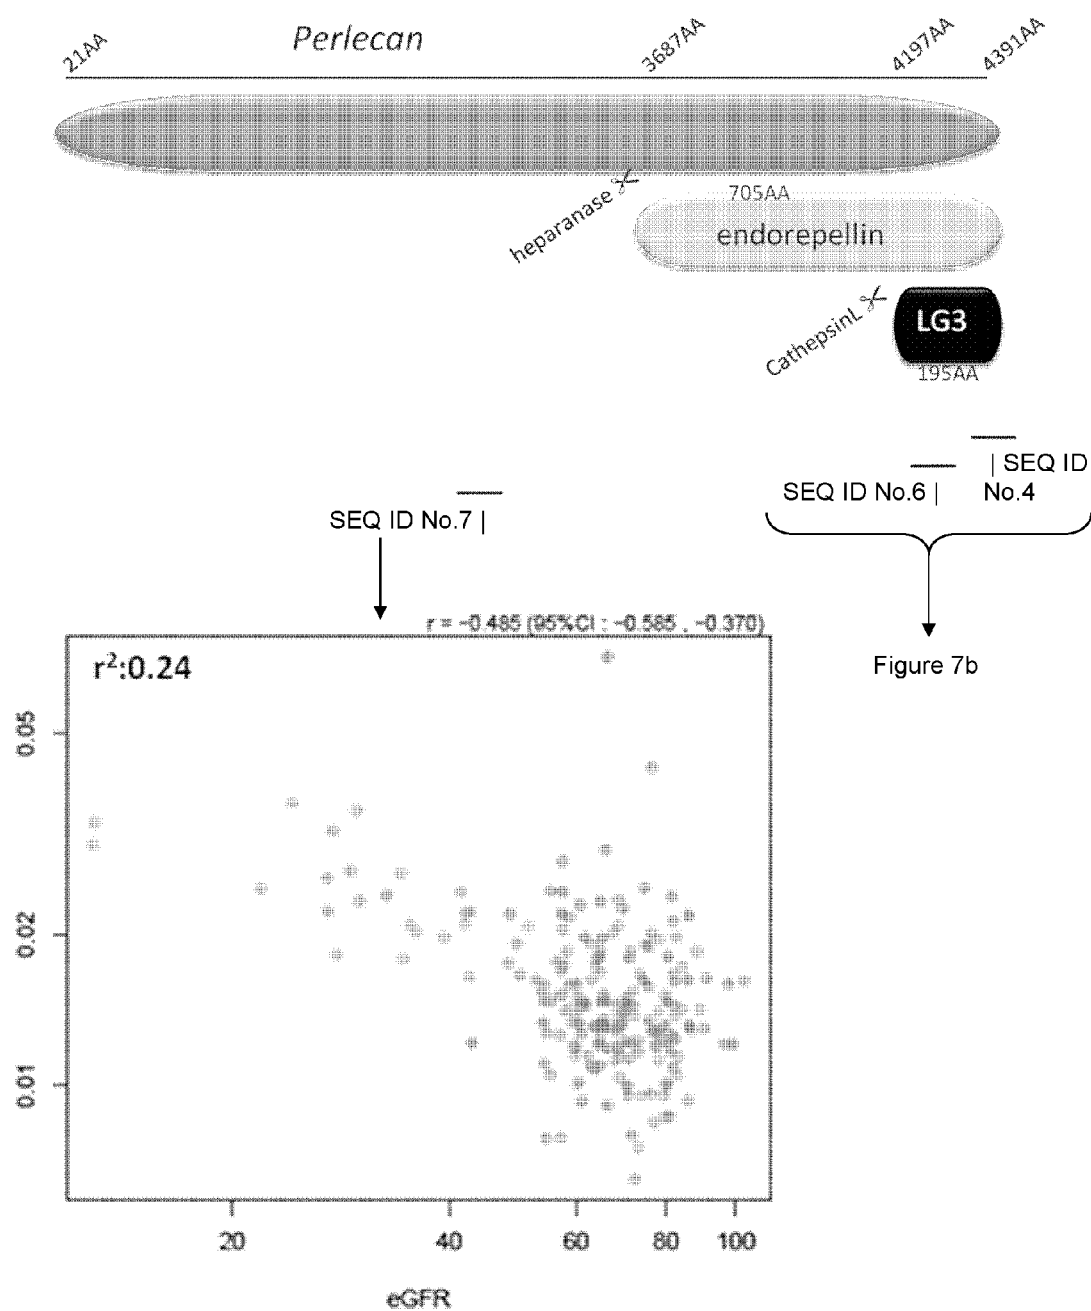 Perlecan
21AA
3687AA
4197AA
4391AA
heparanase
705AA
endorepellin
CathepsinL
LG3
195AA
SEQ ID No.7 |
SEQ ID No.6 |
| SEQ ID
No.4
Figure 7b
r = -0.485 (95%CI : -0.585 , -0.370)
r²:0.24
0.05
0.02
0.01
20
40
60
80
100
eGFR